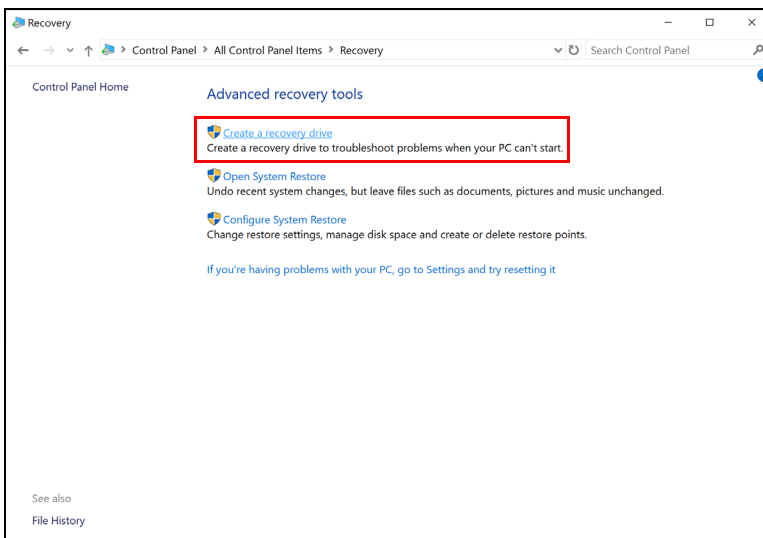 Recovery
Control Panel > All Control Panel Items > Recovery
Search Control Panel
Control Panel Home
Advanced recovery tools
Create a recovery drive
Create a recovery drive to troubleshoot problems when your PC can't start.
Open System Restore
Undo recent system changes, but leave files such as documents, pictures and music unchanged.
Configure System Restore
Change restore settings, manage disk space and create or delete restore points.
If you're having problems with your PC, go to Settings and try resetting it
See also
File History